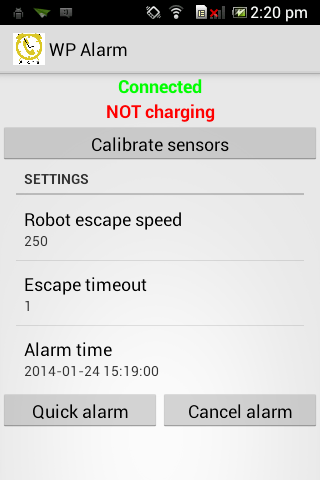 2:20 pm
WP Alarm
Connected
NOT charging
Calibrate sensors
SETTINGS
Robot escape speed
250
Escape timeout
1
Alarm time
2014-01-24 15:19:00
Quick alarm
Cancel alarm